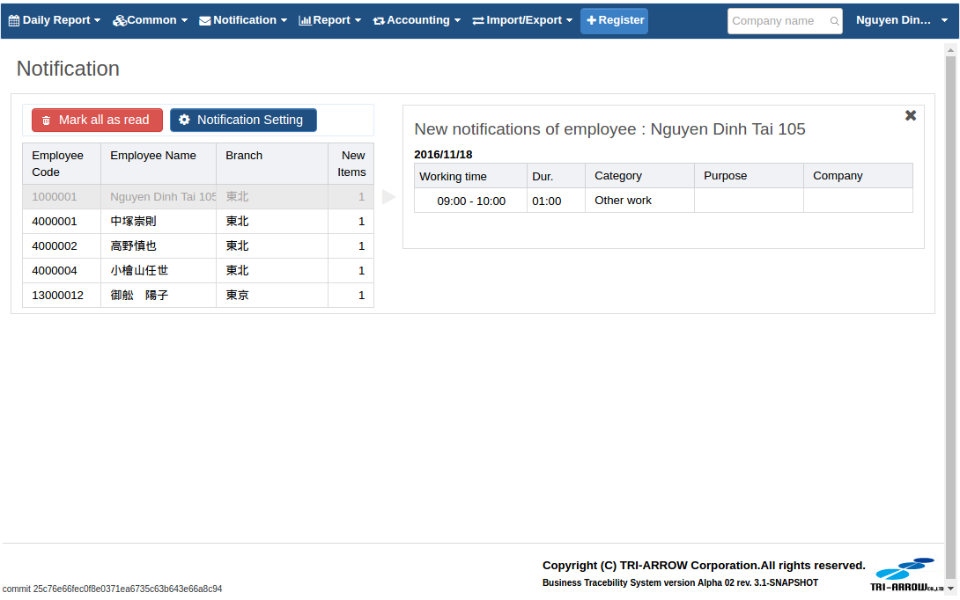 Daily Report Common Notification Report Accounting Import/Export Register Company name Nguyen Din...
Notification
Mark all as read Notification Setting
Employee Code Employee Name Branch New Items
1000001 Nguyen Dinh Tai 105 東北 1
4000001 中塚崇則 東北 1
4000002 高野慎也 東北 1
4000004 小檜山任世 東北 1
13000012 御舩 陽子 東京 1
New notifications of employee : Nguyen Dinh Tai 105
2016/11/18
Working time Dur. Category Purpose Company
09:00 - 10:00 01:00 Other work
Copyright (C) TRI-ARROW Corporation.All rights reserved.
Business Tracebility System version Alpha 02 rev. 3.1-SNAPSHOT
TRI-ARROW CO.,LTD
commit 25c76e66fec0f8e0371ea6735c63b643e66a8c94